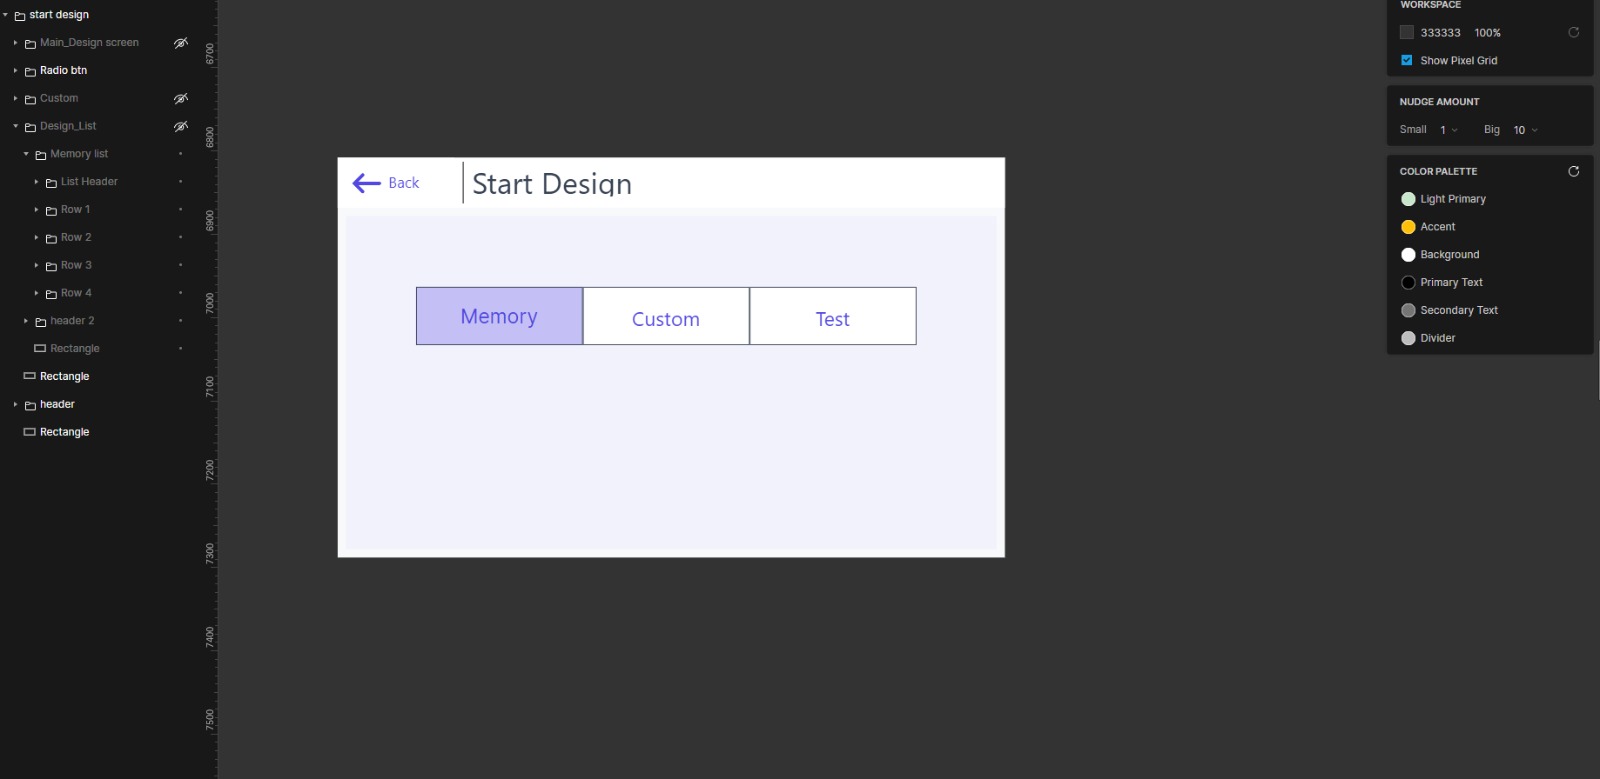 start design
Main_Design screen
Radio btn
Custom
Design_List
Memory list
List Header
Row 1
Row 2
Row 3
Row 4
header 2
Rectangle
Rectangle
header
Rectangle
6700
6800
6900
7000
7100
7200
7300
7400
7500
Back
Start Design
Memory
Custom
Test
WORKSPACE
333333 100%
Show Pixel Grid
NUDGE AMOUNT
Small 1 Big 10
COLOR PALETTE
Light Primary
Accent
Background
Primary Text
Secondary Text
Divider